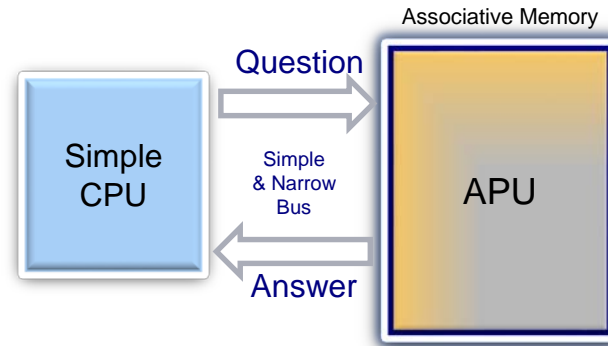 Associative Memory
Question
Simple
CPU
Simple
& Narrow
Bus
APU
Answer